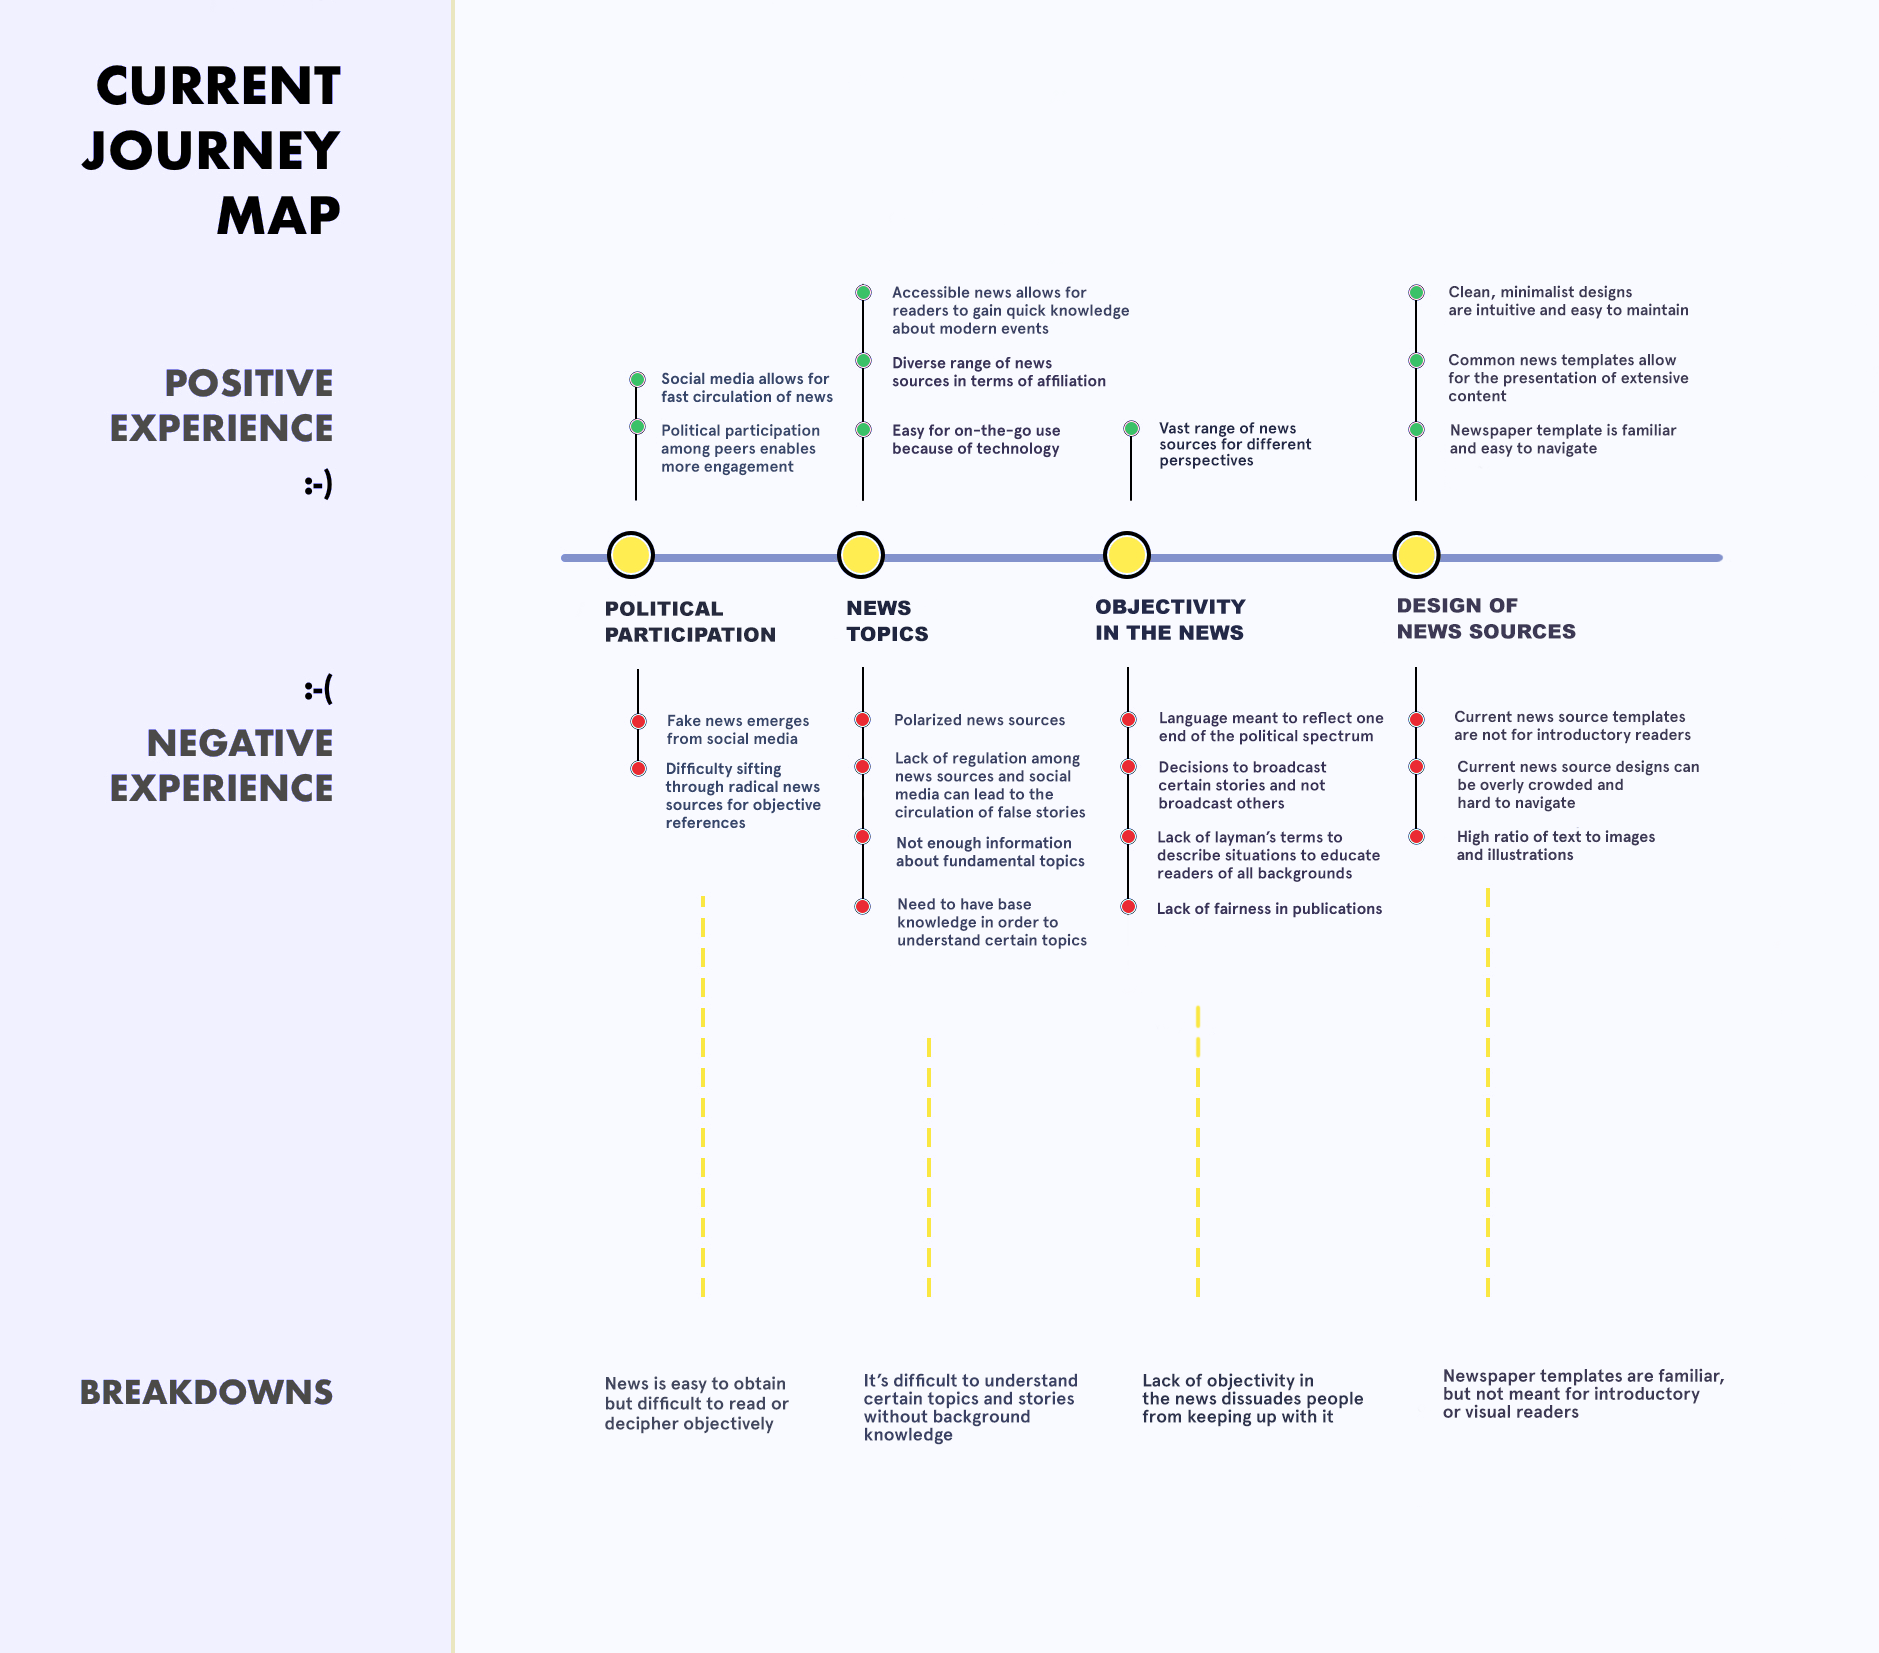 CURRENT
JOURNEY
MAP
POSITIVE
EXPERIENCE
:-)
Social media allows for
fast circulation of news
Political participation
among peers enables
more engagement
Accessible news allows for
readers to gain quick knowledge
about modern events
Diverse range of news
sources in terms of affiliation
Easy for on-the-go use
because of technology
Vast range of news
sources for different
perspectives
Clean, minimalist designs
are intuitive and easy to maintain
Common news templates allow
for the presentation of extensive
content
Newspaper template is familiar
and easy to navigate
POLITICAL
PARTICIPATION
NEWS
TOPICS
OBJECTIVITY
IN THE NEWS
DESIGN OF
NEWS SOURCES
:-(
NEGATIVE
EXPERIENCE
Fake news emerges
from social media
Difficulty sifting
through radical news
sources for objective
references
Polarized news sources
Lack of regulation among
news sources and social
media can lead to the
circulation of false stories
Not enough information
about fundamental topics
Need to have base
knowledge in order to
understand certain topics
Language meant to reflect one
end of the political spectrum
Decisions to broadcast
certain stories and not
broadcast others
Lack of layman’s terms to
describe situations to educate
readers of all backgrounds
Lack of fairness in publications
Current news source templates
are not for introductory readers
Current news source designs can
be overly crowded and
hard to navigate
High ratio of text to images
and illustrations
BREAKDOWNS
News is easy to obtain
but difficult to read or
decipher objectively
It’s difficult to understand
certain topics and stories
without background
knowledge
Lack of objectivity in
the news dissuades people
from keeping up with it
Newspaper templates are familiar,
but not meant for introductory
or visual readers